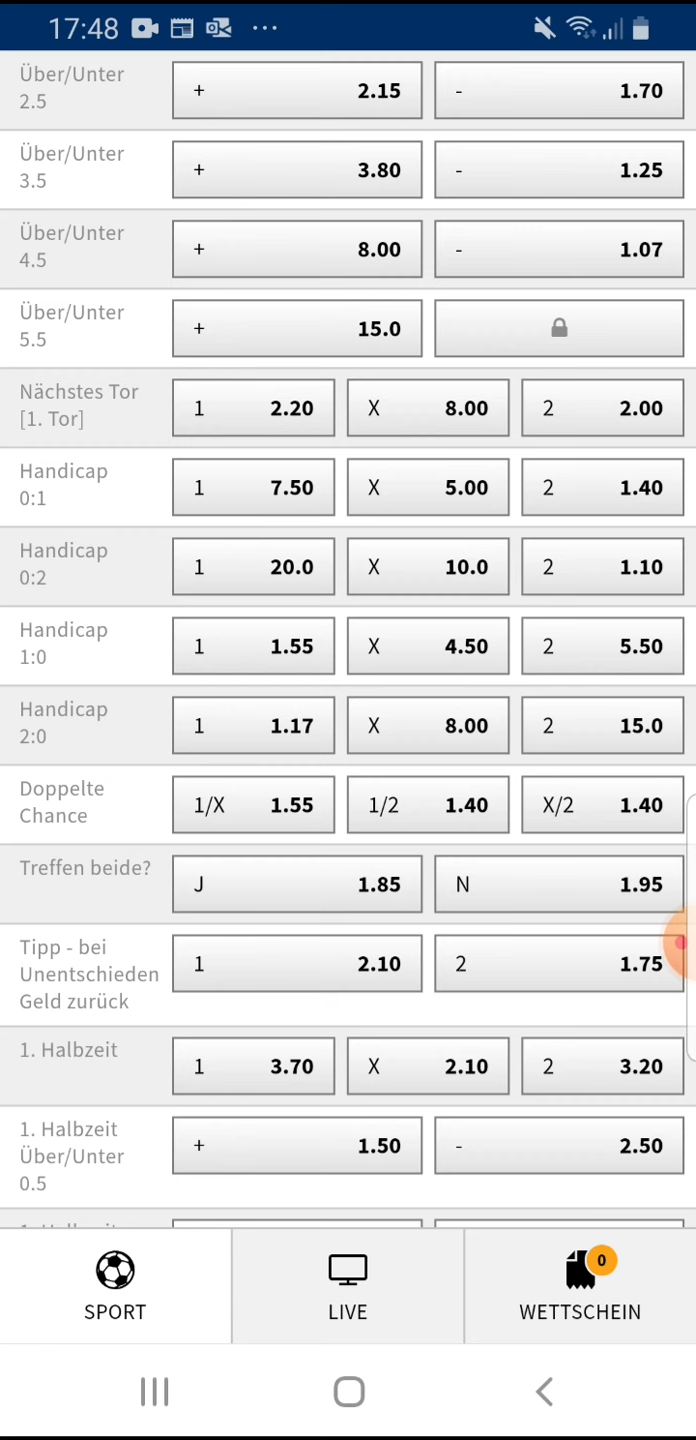 17:48 ...
Über/Unter
2.5
+ 2.15 - 1.70
Über/Unter
3.5
+ 3.80 - 1.25
Über/Unter
4.5
+ 8.00 - 1.07
Über/Unter
5.5
+ 15.0
Nächstes Tor
[1. Tor]
1 2.20 X 8.00 2 2.00
Handicap
0:1
1 7.50 X 5.00 2 1.40
Handicap
0:2
1 20.0 X 10.0 2 1.10
Handicap
1:0
1 1.55 X 4.50 2 5.50
Handicap
2:0
1 1.17 X 8.00 2 15.0
Doppelte
Chance
1/X 1.55 1/2 1.40 X/2 1.40
Treffen beide?
J 1.85 N 1.95
Tipp - bei
Unentschieden
Geld zurück
1 2.10 2 1.75
1. Halbzeit
1 3.70 X 2.10 2 3.20
1. Halbzeit
Über/Unter
0.5
+ 1.50 - 2.50
0
SPORT LIVE WETTSCHEIN